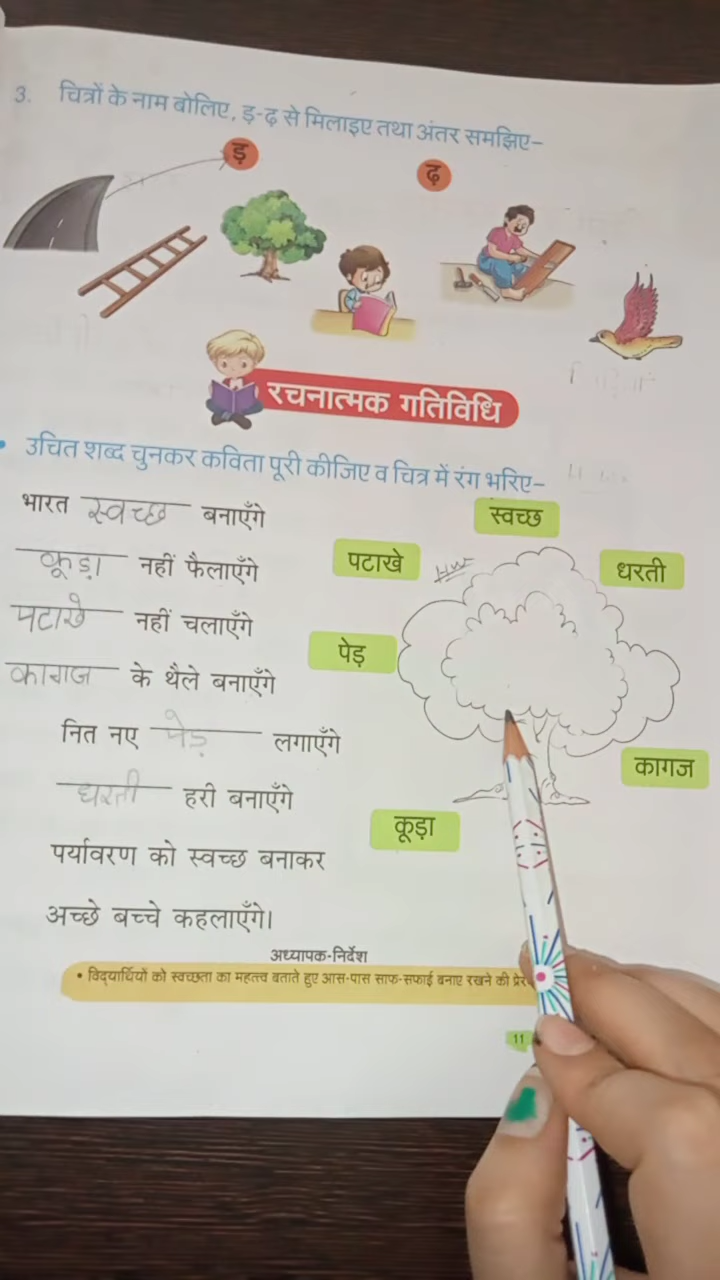 3. चित्रों के नाम बोलिए, ड़-ढ़ से मिलाइए तथा अंतर समझिए–
ड़
ढ़
रचनात्मक गतिविधि
• उचित शब्द चुनकर कविता पूरी कीजिए व चित्र में रंग भरिए–
भारत स्वच्छ बनाएँगे
कूड़ा नहीं फैलाएँगे
पटाखे नहीं चलाएँगे
कागज के थैले बनाएँगे
नित नए पेड़ लगाएँगे
धरती हरी बनाएँगे
पर्यावरण को स्वच्छ बनाकर
अच्छे बच्चे कहलाएँगे।
स्वच्छ
पटाखे
HW
धरती
पेड़
कागज
कूड़ा
अध्यापक-निर्देश
• विद्यार्थियों को स्वच्छता का महत्त्व बताते हुए आस-पास साफ-सफाई बनाए रखने की
11